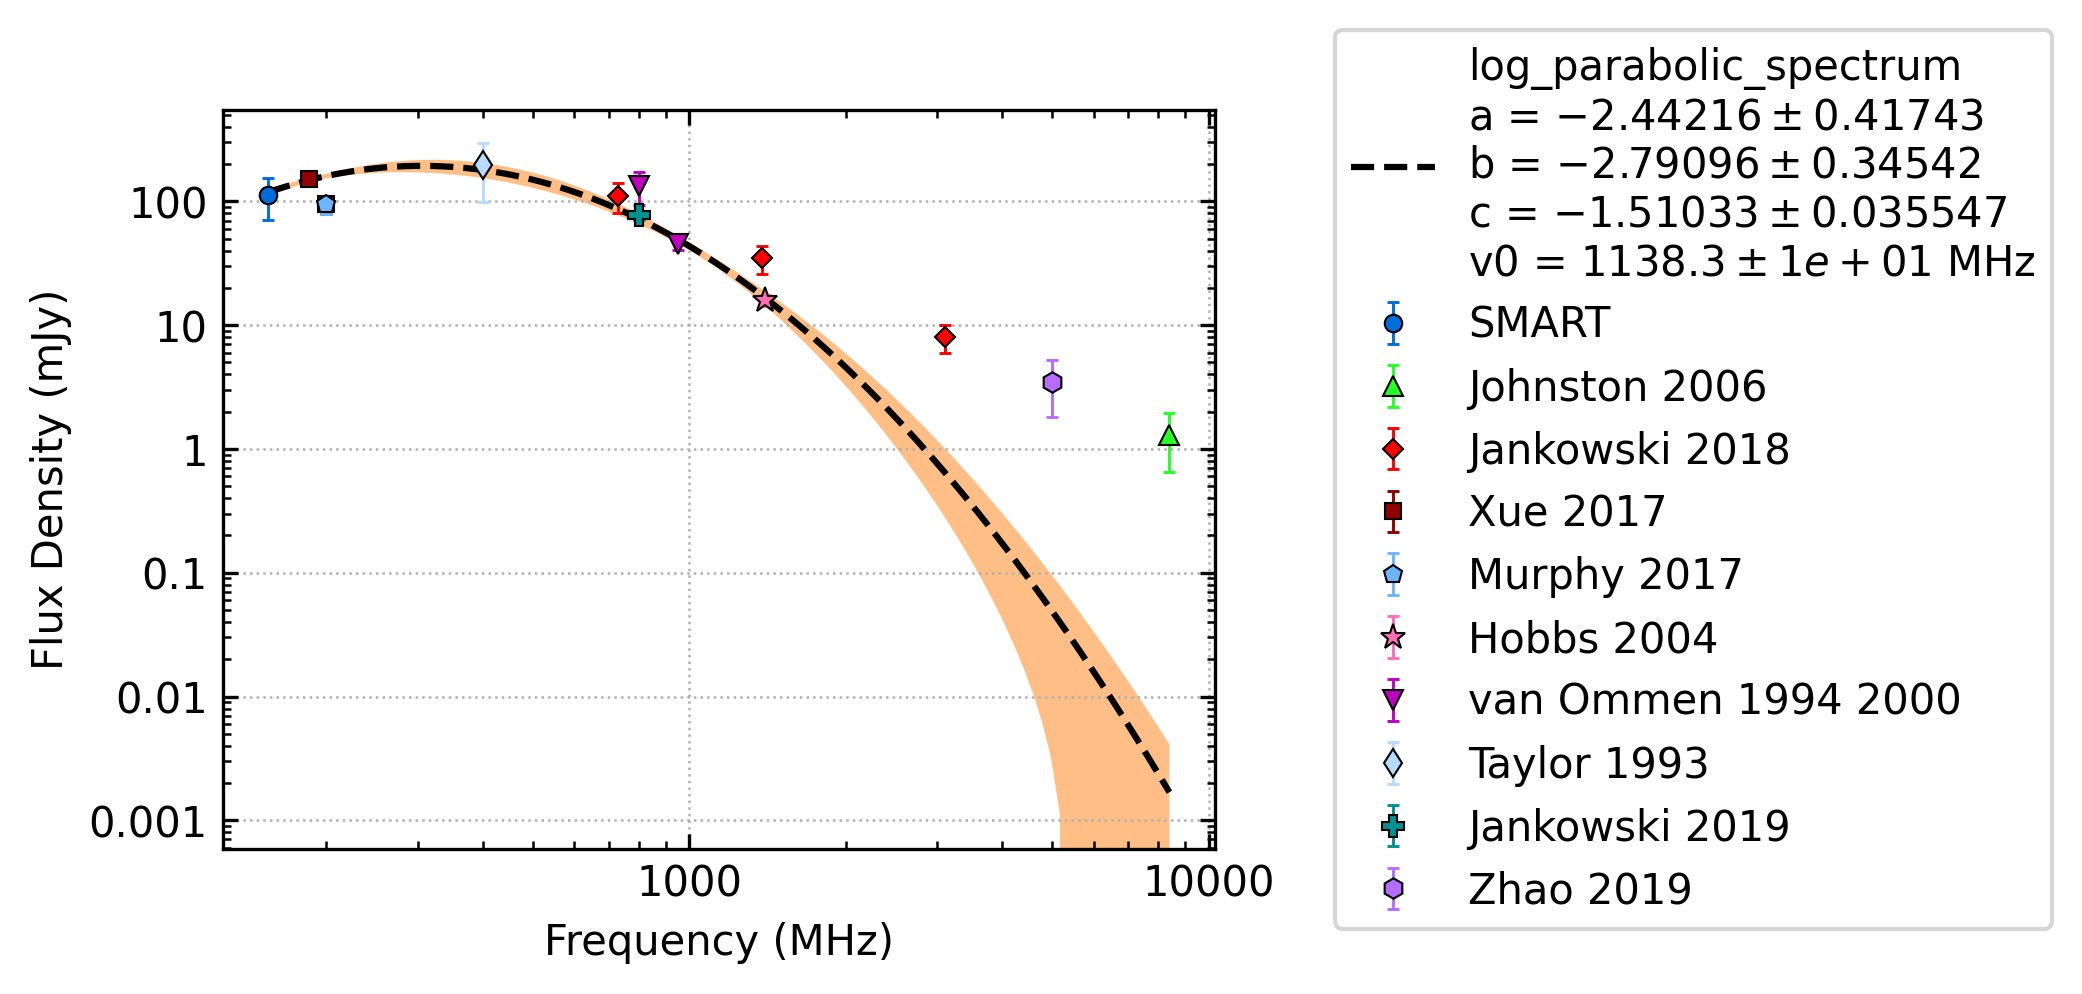 log_parabolic_spectrum
a = −2.44216 ± 0.41743
b = −2.79096 ± 0.34542
c = −1.51033 ± 0.035547
v0 = 1138.3 ± 1e + 01 MHz
SMART
Johnston 2006
Jankowski 2018
Xue 2017
Murphy 2017
Hobbs 2004
van Ommen 1994 2000
Taylor 1993
Jankowski 2019
Zhao 2019
Flux Density (mJy)
100
10
1
0.1
0.01
0.001
1000
10000
Frequency (MHz)